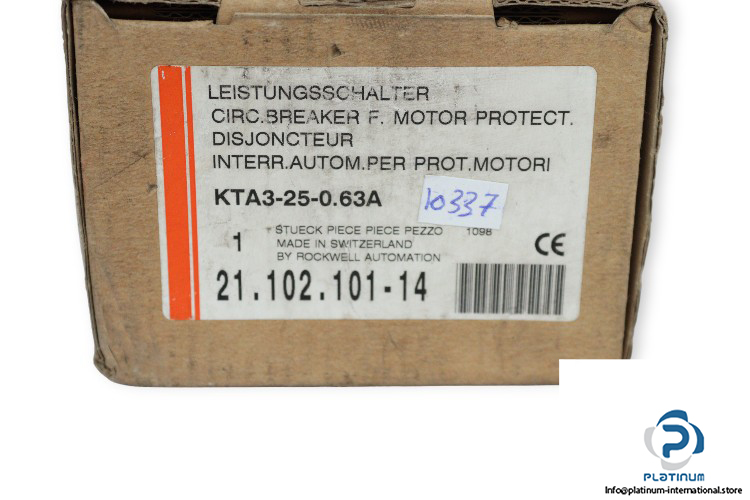 LEISTUNGSSCHALTER
CIRC.BREAKER F. MOTOR PROTECT.
DISJONCTEUR
INTERR.AUTOM.PER PROT.MOTORI
KTA3-25-0.63A
10337
1 STUECK PIECE PIECE PEZZO 1098
MADE IN SWITZERLAND
BY ROCKWELL AUTOMATION
CE
21.102.101-14
PLATINUM
Info@platinum-international.store